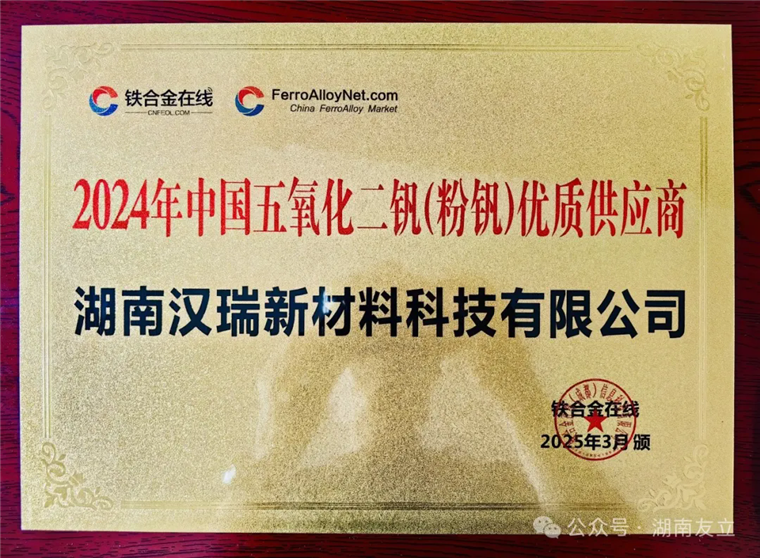 铁合金在线 FerroAlloyNet.com
CNFEOL.COM China FerroAlloy Market
2024年中国五氧化二钒(粉钒)优质供应商
湖南汉瑞新材料科技有限公司
铁合金在线
2025年3月颁
公众号·湖南友立